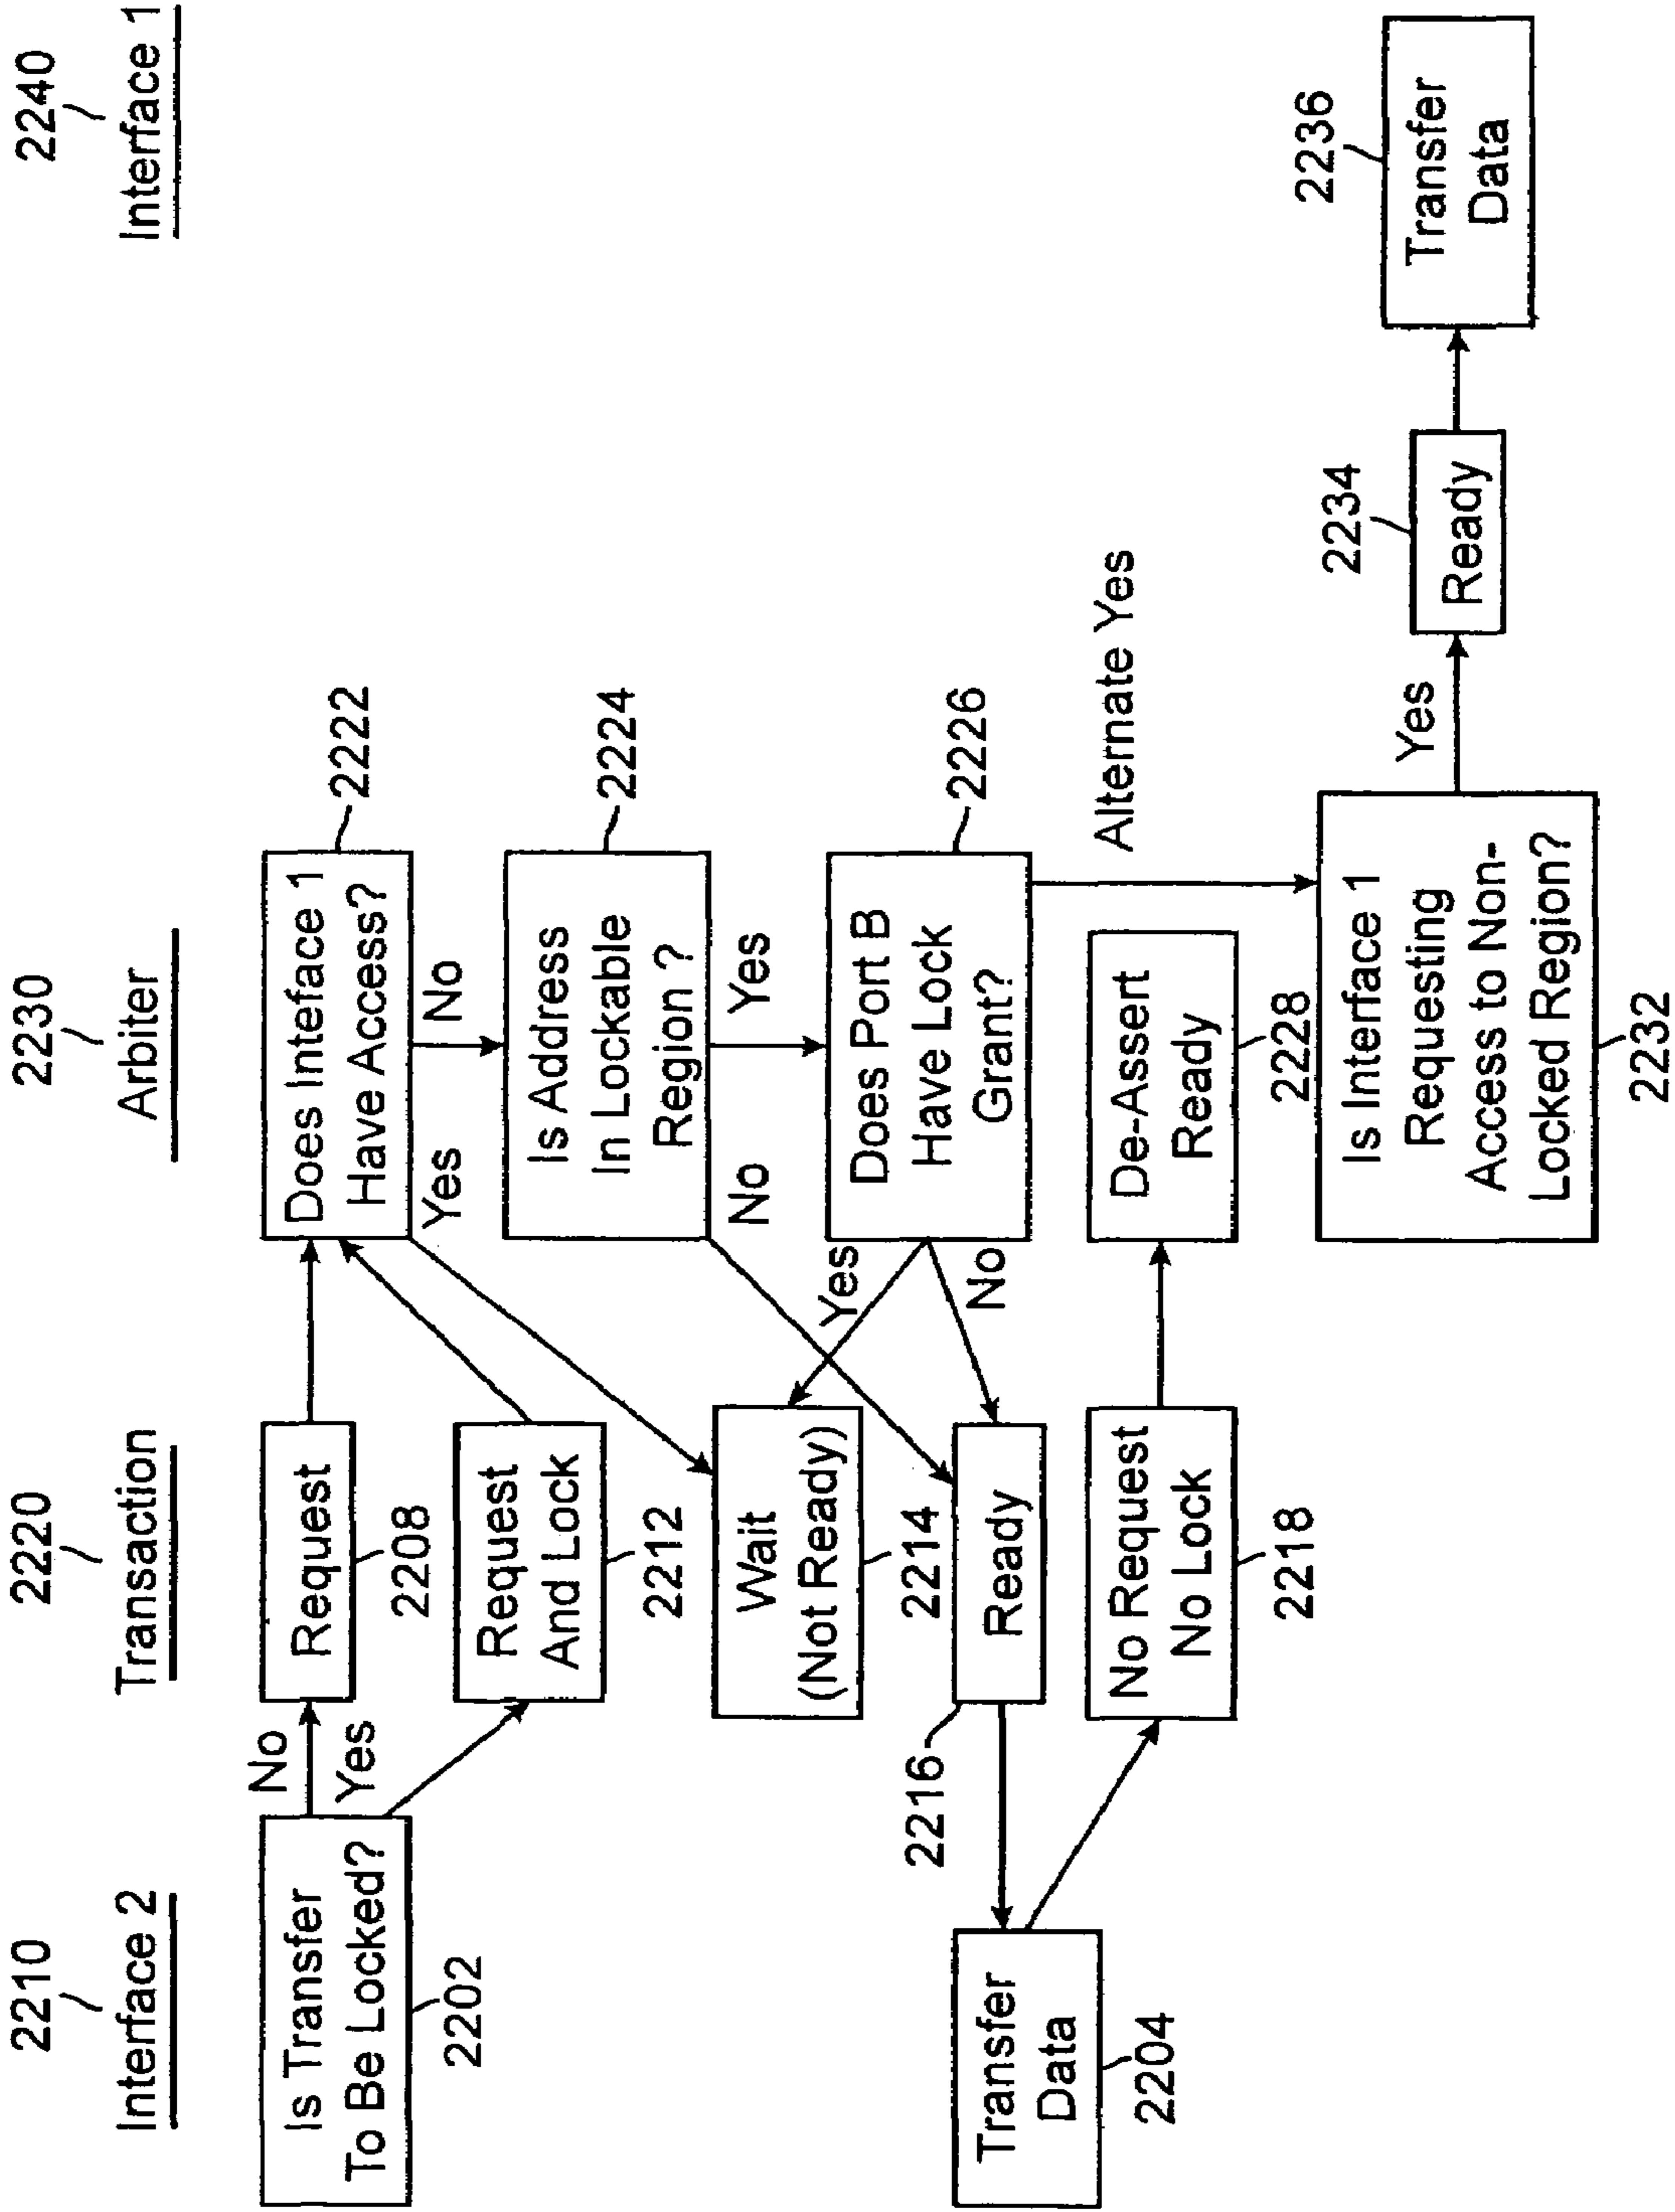 2210
Interface 2
2220
Transaction
2230
Arbiter
2240
Interface 1
Is Transfer
To Be Locked?
2202
No
Yes
Request
2208
Does Inteface 1
Have Access?
2222
Request
And Lock
2212
Yes
No
Is Address
In Lockable
Region ?
2224
Wait
(Not Ready)
2214
No
Yes
Does Port B
Have Lock
Grant?
2226
Yes
No
2216
Ready
Transfer
Data
2204
No Request
No Lock
2218
De-Assert
Ready
2228
Alternate Yes
Is Interface 1
Requesting
Access to Non-
Locked Region?
2232
Yes
2234
Ready
2236
Transfer
Data